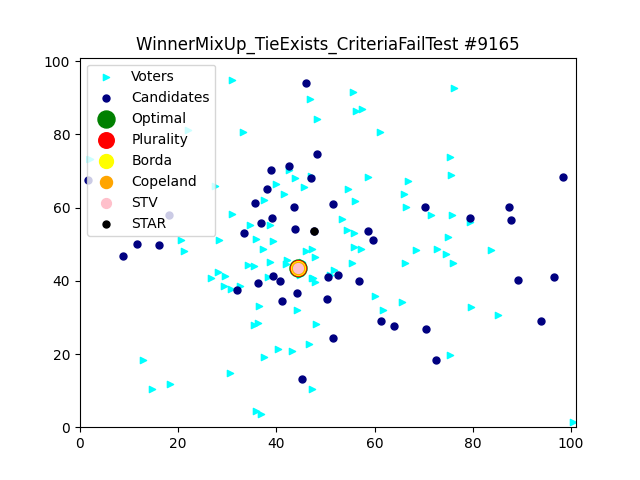 WinnerMixUp_TieExists_CriteriaFailTest #9165
100
80
60
40
20
0
Voters
Candidates
Optimal
Plurality
Borda
Copeland
STV
STAR
0 20 40 60 80 100